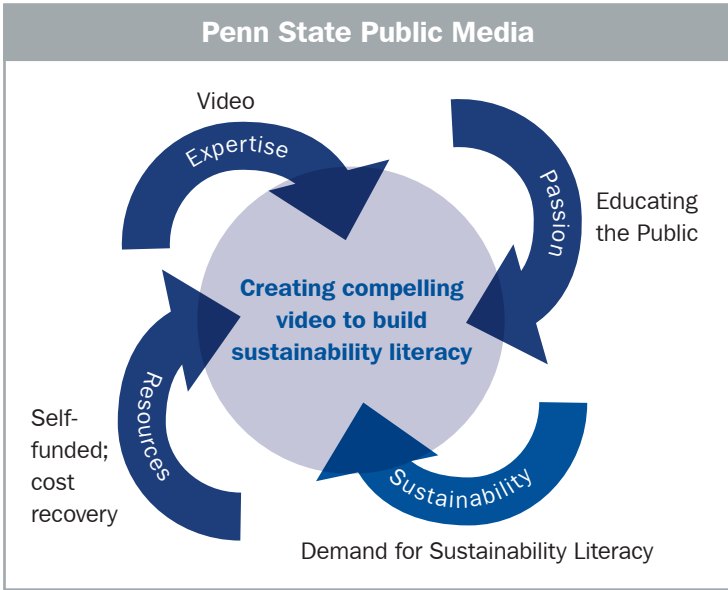 Penn State Public Media
Video
Expertise
Passion
Educating
the Public
Creating compelling
video to build
sustainability literacy
Resources
Self-
funded;
cost
recovery
Sustainability
Demand for Sustainability Literacy